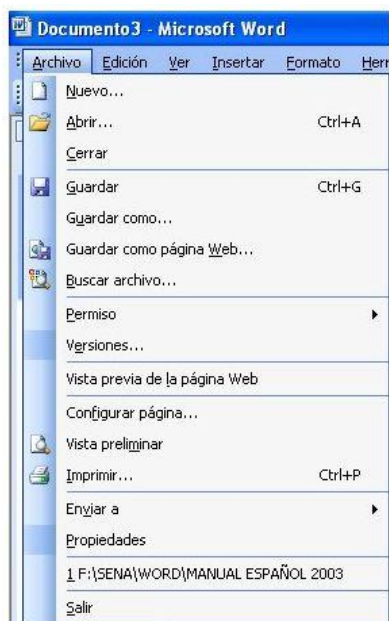 Documento3 - Microsoft Word
Archivo Edición Ver Insertar Formato Herr
Nuevo...
Abrir... Ctrl+A
Cerrar
Guardar Ctrl+G
Guardar como...
Guardar como página Web...
Buscar archivo...
Permiso
Versiones...
Vista previa de la página Web
Configurar página...
Vista preliminar
Imprimir... Ctrl+P
Enviar a
Propiedades
1 F:\SENA\WORD\MANUAL ESPAÑOL 2003
Salir